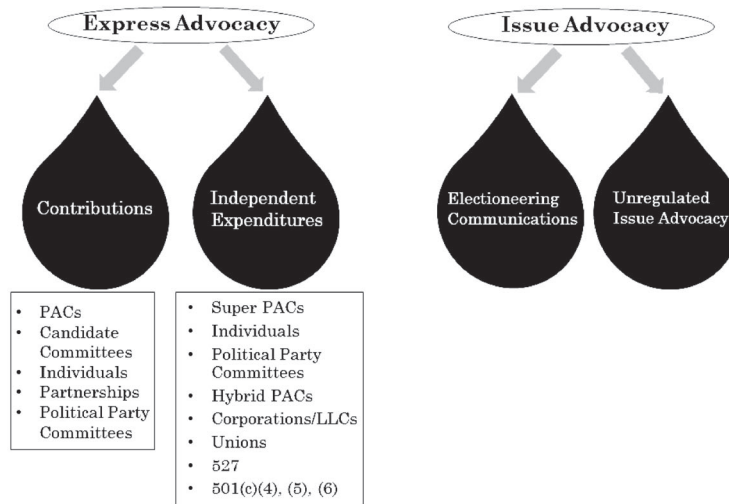 Express Advocacy
Issue Advocacy
Contributions
Independent
Expenditures
Electioneering
Communications
Unregulated
Issue Advocacy
• PACs
• Candidate
Committees
• Individuals
• Partnerships
• Political Party
Committees
• Super PACs
• Individuals
• Political Party
Committees
• Hybrid PACs
• Corporations/LLCs
• Unions
• 527
• 501(c)(4), (5), (6)